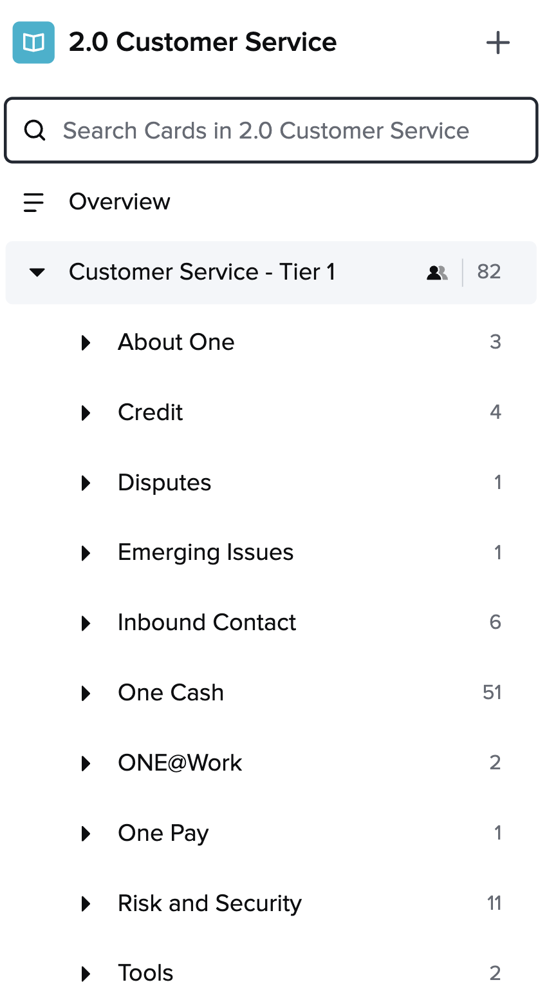 2.0 Customer Service
Search Cards in 2.0 Customer Service
Overview
Customer Service - Tier 1 82
About One 3
Credit 4
Disputes 1
Emerging Issues 1
Inbound Contact 6
One Cash 51
ONE@Work 2
One Pay 1
Risk and Security 11
Tools 2